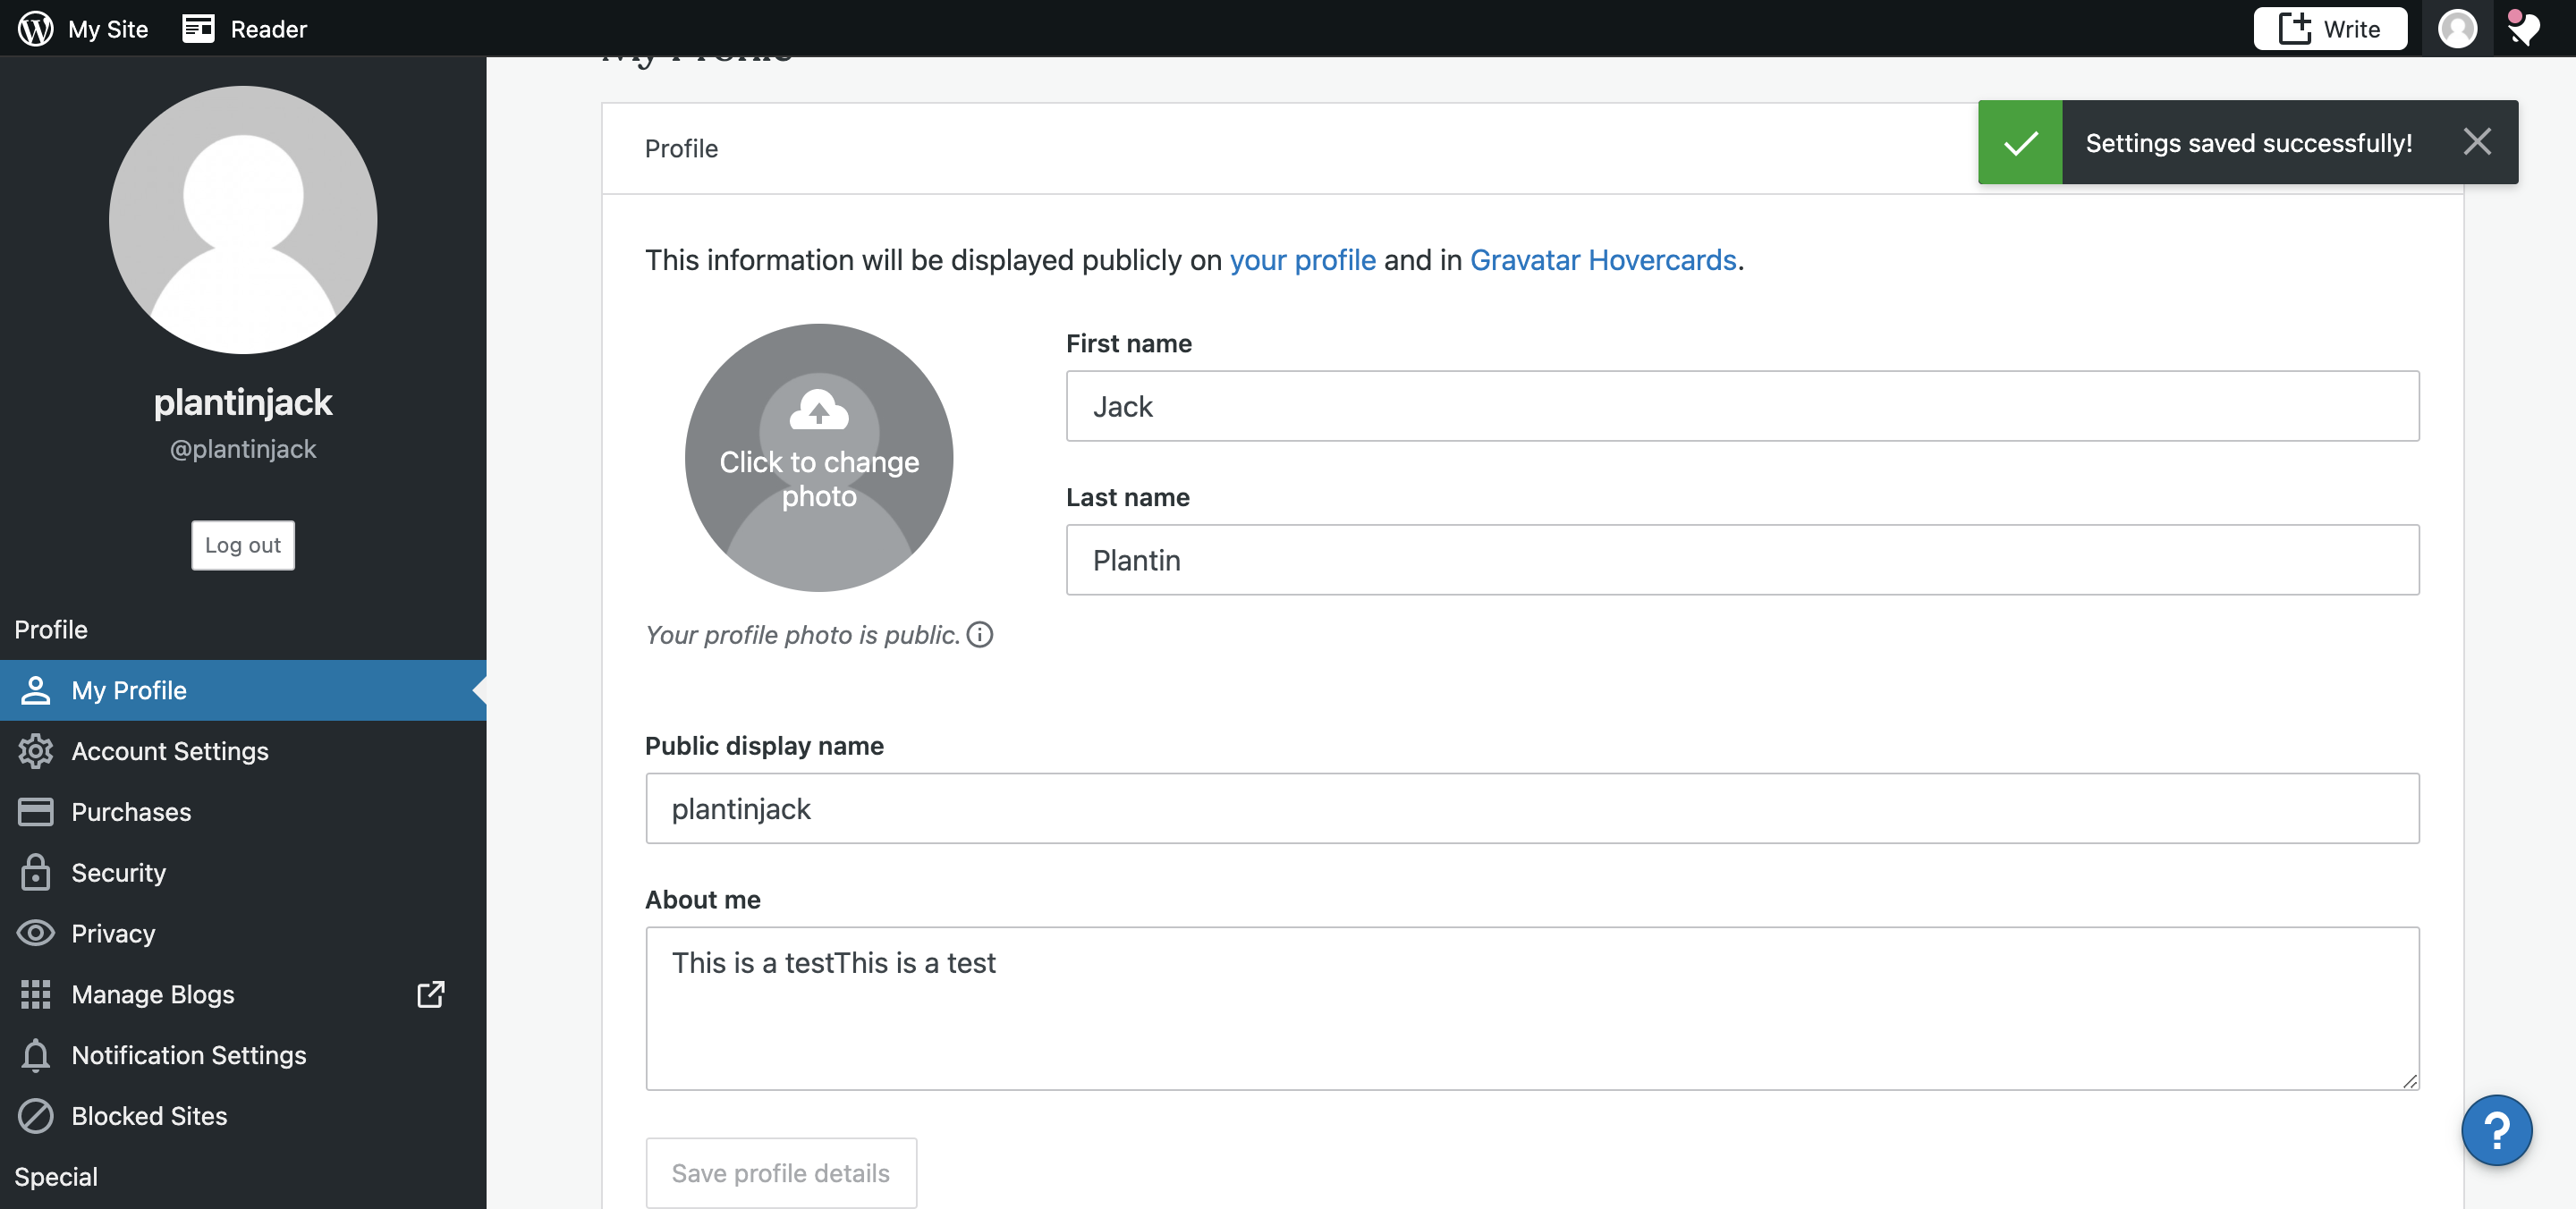 My Site
Reader
Write
My Profile
Settings saved successfully!
plantinjack
@plantinjack
Log out
Profile
My Profile
Account Settings
Purchases
Security
Privacy
Manage Blogs
Notification Settings
Blocked Sites
Special
Profile
This information will be displayed publicly on your profile and in Gravatar Hovercards.
Click to change
photo
Your profile photo is public.
First name
Jack
Last name
Plantin
Public display name
plantinjack
About me
This is a testThis is a test
Save profile details
?